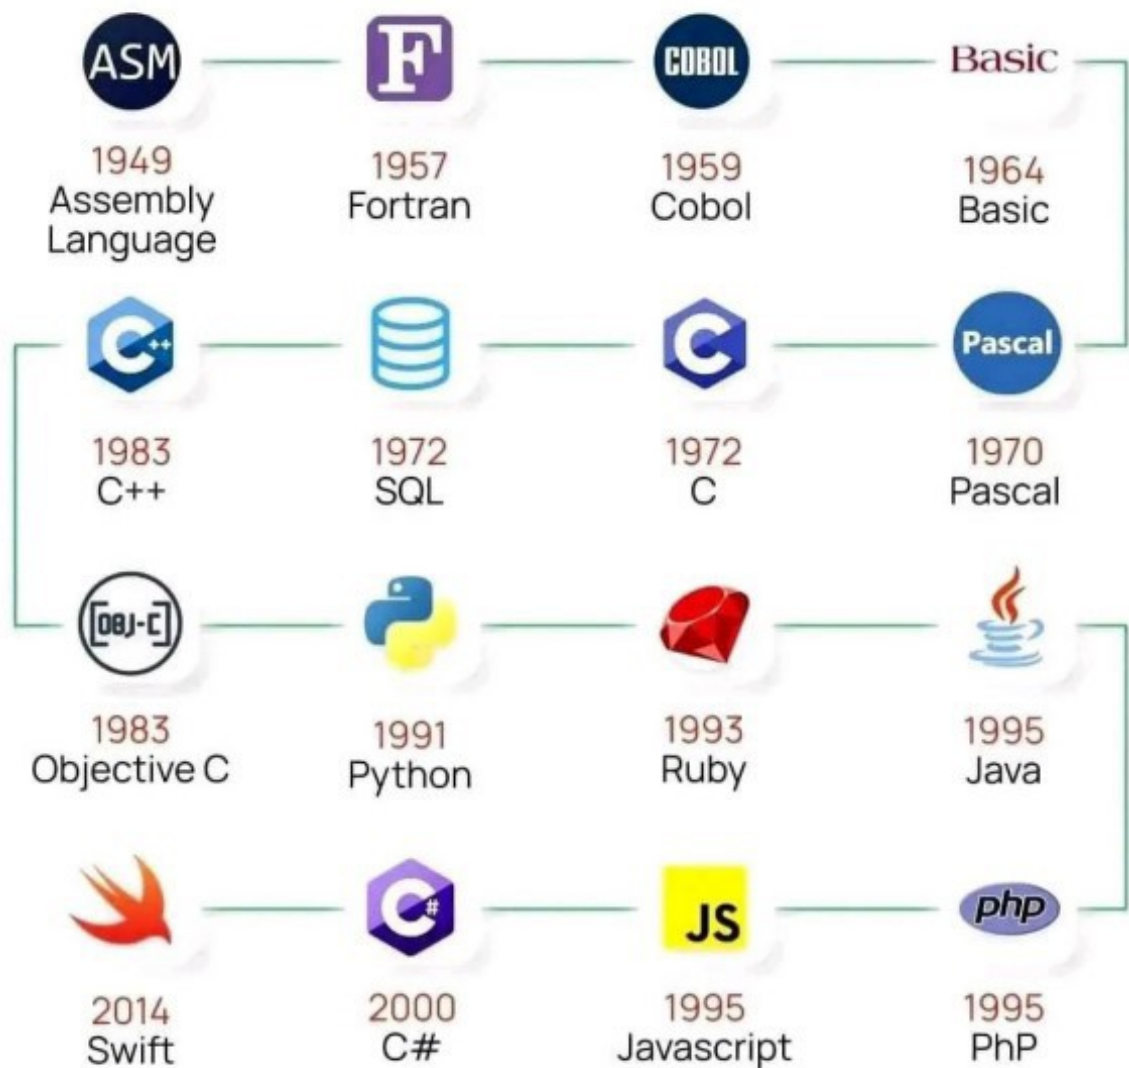 ASM
F
COBOL
Basic
1949
Assembly
Language
1957
Fortran
1959
Cobol
1964
Basic
C++
C
Pascal
1983
C++
1972
SQL
1972
C
1970
Pascal
[OBJ-C]
1983
Objective C
1991
Python
1993
Ruby
1995
Java
C#
JS
php
2014
Swift
2000
C#
1995
Javascript
1995
PhP